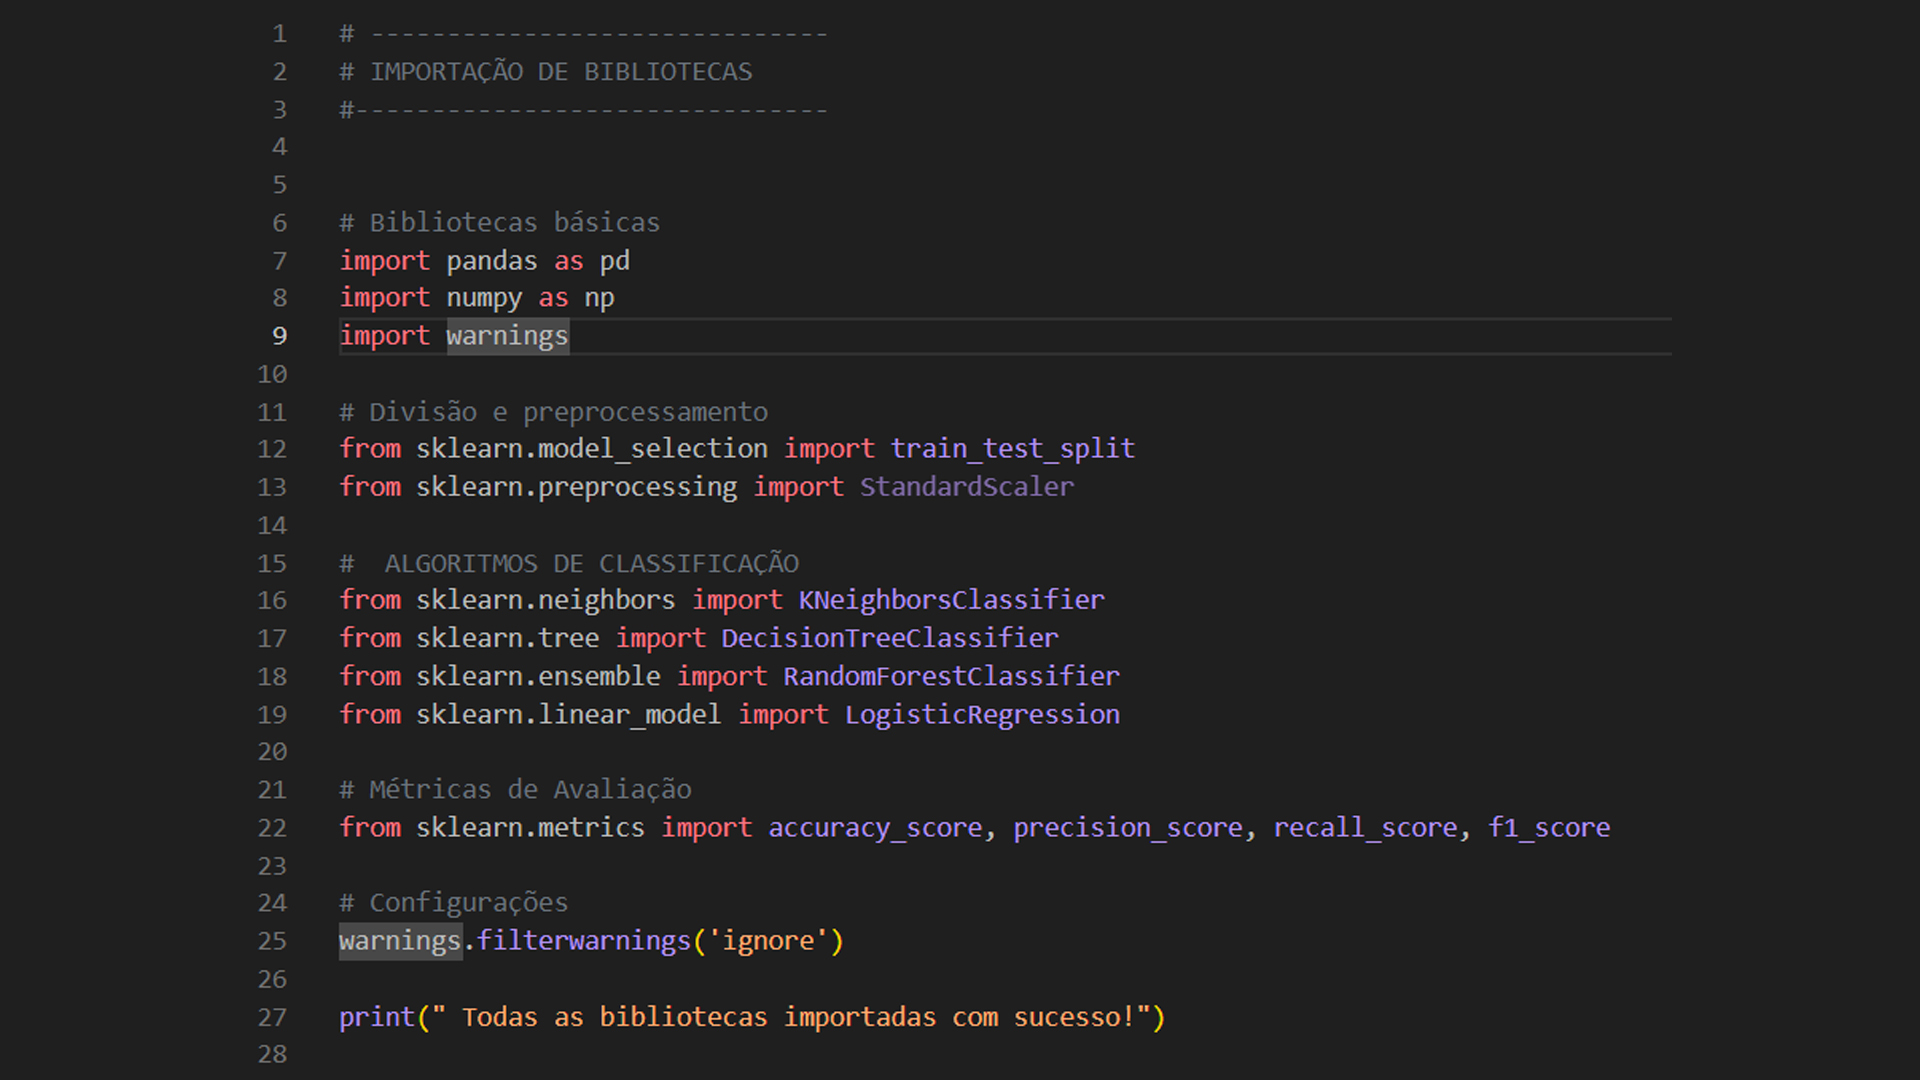 1 # ------------------------------
2 # IMPORTAÇÃO DE BIBLIOTECAS
3 #-------------------------------
4
5
6 # Bibliotecas básicas
7 import pandas as pd
8 import numpy as np
9 import warnings
10
11 # Divisão e preprocessamento
12 from sklearn.model_selection import train_test_split
13 from sklearn.preprocessing import StandardScaler
14
15 #  ALGORITMOS DE CLASSIFICAÇÃO
16 from sklearn.neighbors import KNeighborsClassifier
17 from sklearn.tree import DecisionTreeClassifier
18 from sklearn.ensemble import RandomForestClassifier
19 from sklearn.linear_model import LogisticRegression
20
21 # Métricas de Avaliação
22 from sklearn.metrics import accuracy_score, precision_score, recall_score, f1_score
23
24 # Configurações
25 warnings.filterwarnings('ignore')
26
27 print(" Todas as bibliotecas importadas com sucesso!")
28